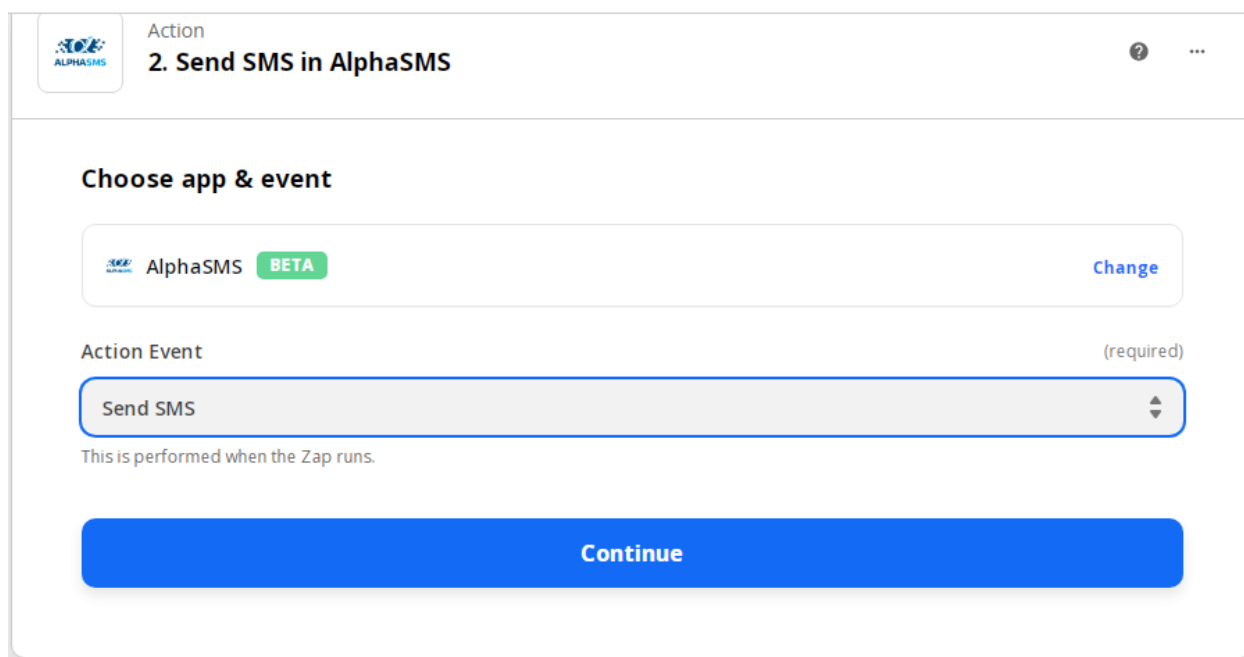 Action
ALPHASMS
2. Send SMS in AlphaSMS
Choose app & event
AlphaSMS BETA
Change
Action Event
(required)
Send SMS
This is performed when the Zap runs.
Continue